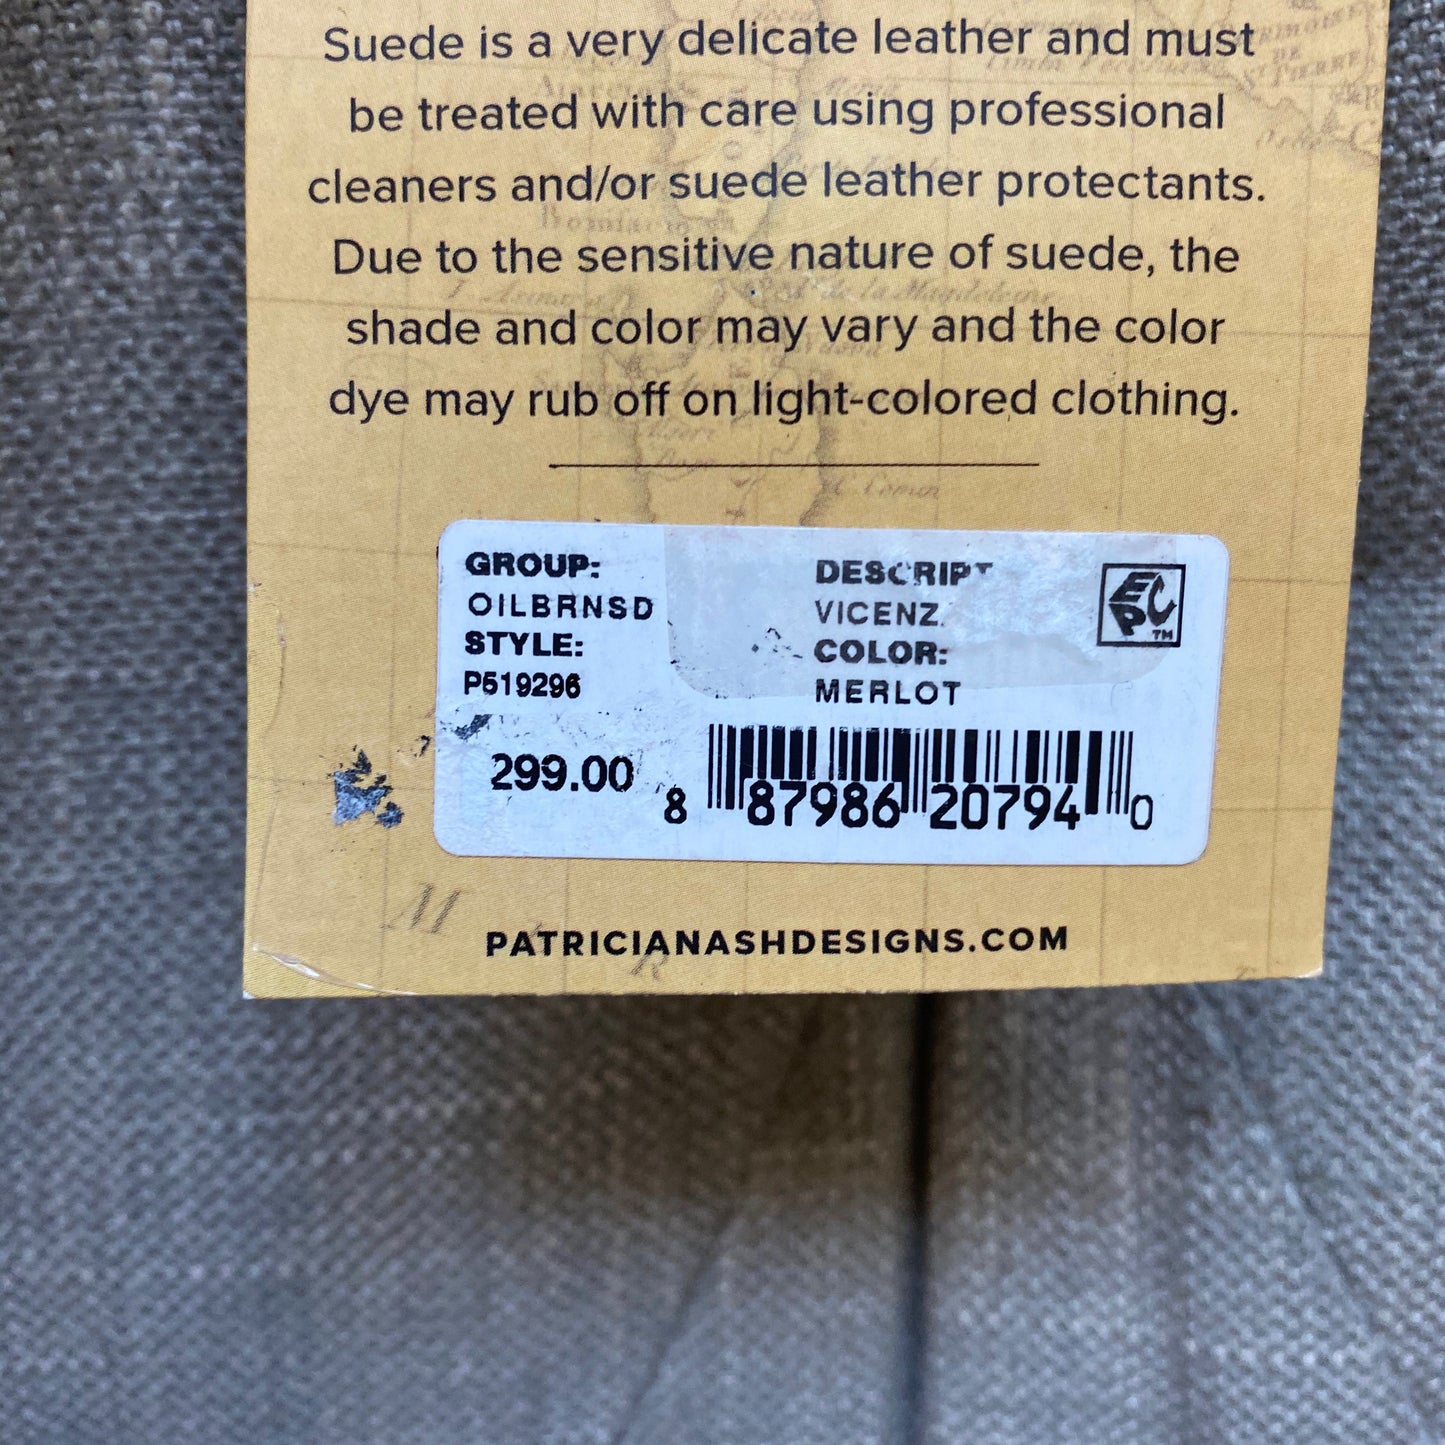 Suede is a very delicate leather and must
be treated with care using professional
cleaners and/or suede leather protectants.
Due to the sensitive nature of suede, the
shade and color may vary and the color
dye may rub off on light-colored clothing.
GROUP:
OILBRNSD
STYLE:
P519296
DESCRIPT
VICENZ
COLOR:
MERLOT
EPC TM
299.00
8 87986 20794 0
PATRICIANASHDESIGNS.COM